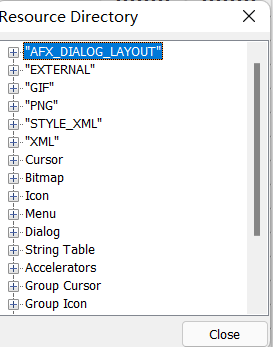 Resource Directory
"AFX_DIALOG_LAYOUT"
"EXTERNAL"
"GIF"
"PNG"
"STYLE_XML"
"XML"
Cursor
Bitmap
Icon
Menu
Dialog
String Table
Accelerators
Group Cursor
Group Icon
Close